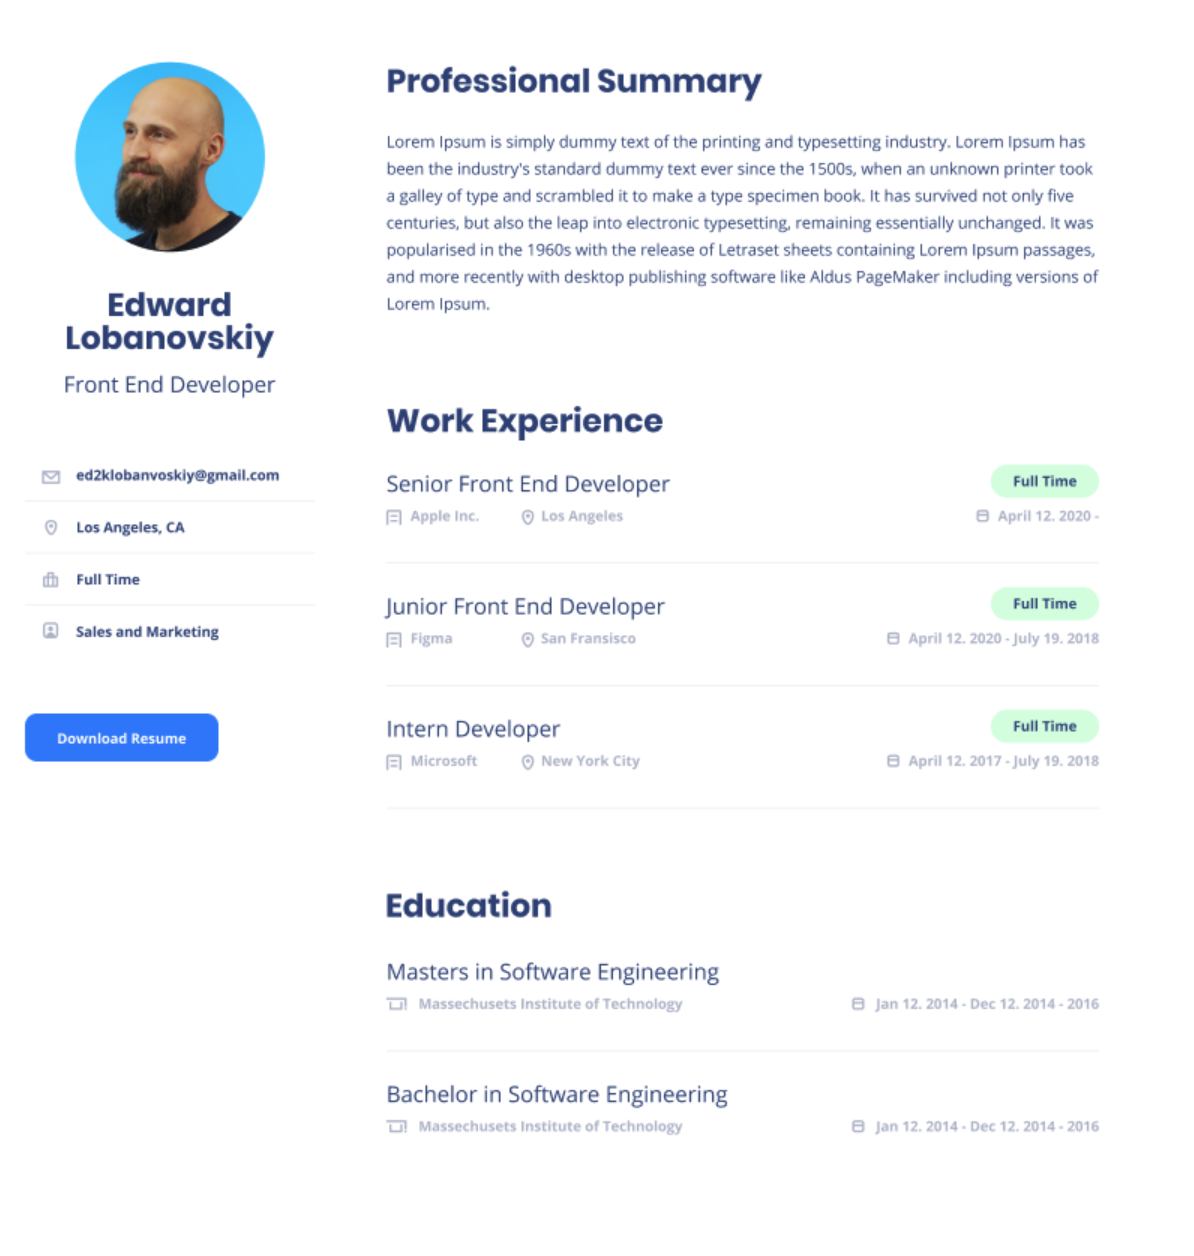 Edward
Lobanovskiy
Front End Developer
ed2klobanvoskiy@gmail.com
Los Angeles, CA
Full Time
Sales and Marketing
Download Resume
Professional Summary
Lorem Ipsum is simply dummy text of the printing and typesetting industry. Lorem Ipsum has
been the industry's standard dummy text ever since the 1500s, when an unknown printer took
a galley of type and scrambled it to make a type specimen book. It has survived not only five
centuries, but also the leap into electronic typesetting, remaining essentially unchanged. It was
popularised in the 1960s with the release of Letraset sheets containing Lorem Ipsum passages,
and more recently with desktop publishing software like Aldus PageMaker including versions of
Lorem Ipsum.
Work Experience
Senior Front End Developer
Full Time
Apple Inc. Los Angeles April 12. 2020 -
Junior Front End Developer
Full Time
Figma San Fransisco April 12. 2020 - July 19. 2018
Intern Developer
Full Time
Microsoft New York City April 12. 2017 - July 19. 2018
Education
Masters in Software Engineering
Massechusets Institute of Technology Jan 12. 2014 - Dec 12. 2014 - 2016
Bachelor in Software Engineering
Massechusets Institute of Technology Jan 12. 2014 - Dec 12. 2014 - 2016